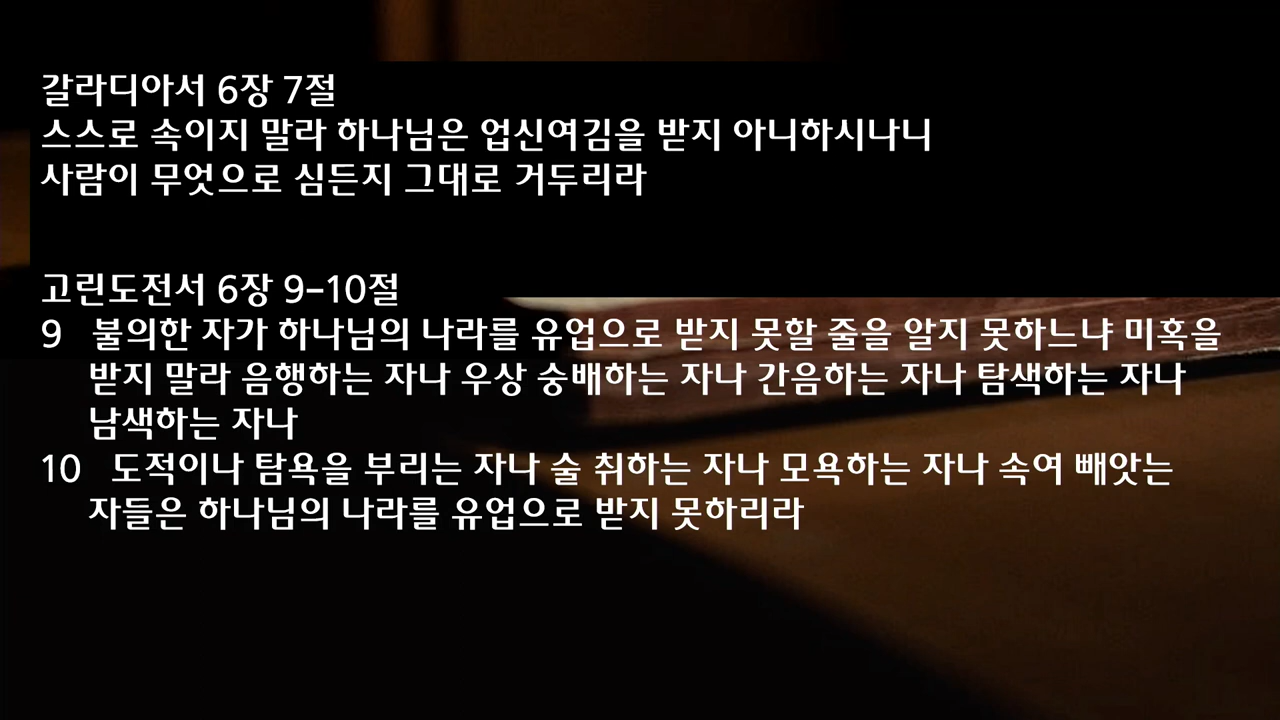 갈라디아서 6장 7절
스스로 속이지 말라 하나님은 업신여김을 받지 아니하시나니
사람이 무엇으로 심든지 그대로 거두리라
고린도전서 6장 9-10절
9 불의한 자가 하나님의 나라를 유업으로 받지 못할 줄을 알지 못하느냐 미혹을
받지 말라 음행하는 자나 우상 숭배하는 자나 간음하는 자나 탐색하는 자나
남색하는 자나
10 도적이나 탐욕을 부리는 자나 술 취하는 자나 모욕하는 자나 속여 빼앗는
자들은 하나님의 나라를 유업으로 받지 못하리라